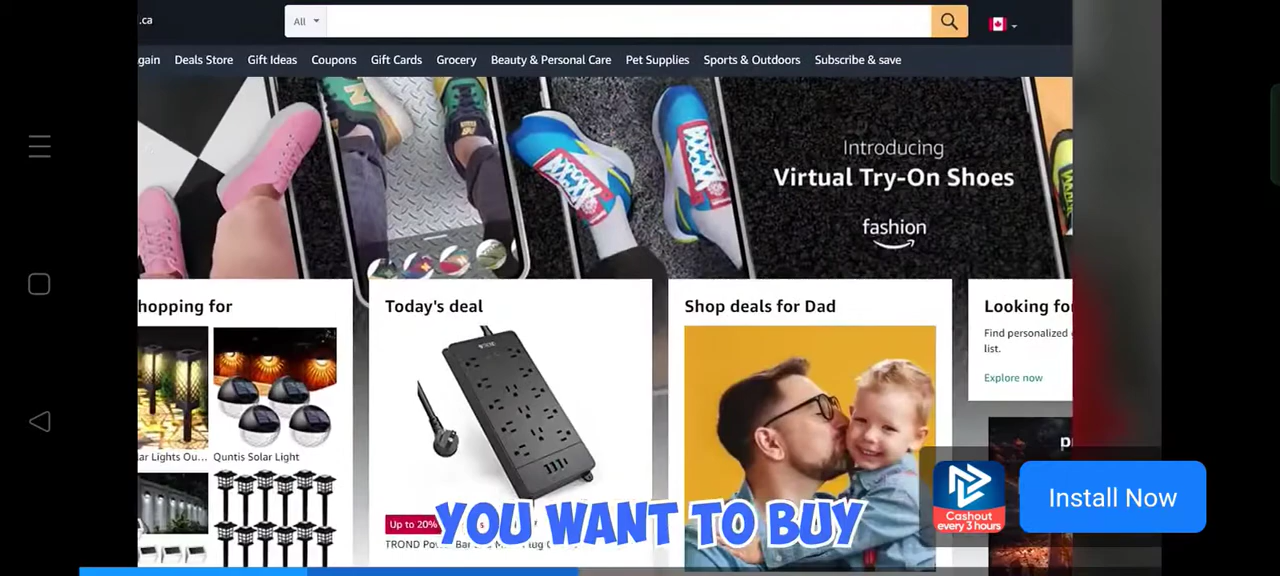 .ca
All
gain Deals Store Gift Ideas Coupons Gift Cards Grocery Beauty & Personal Care Pet Supplies Sports & Outdoors Subscribe & save
Introducing
Virtual Try-On Shoes
fashion
hopping for
Today's deal
Shop deals for Dad
Looking for
Find personalized
list.
Explore now
ar Lights Ou...
Quntis Solar Light
Up to 20%
TROND Power
YOU WANT TO BUY
Cashout
every 3 hours
Install Now